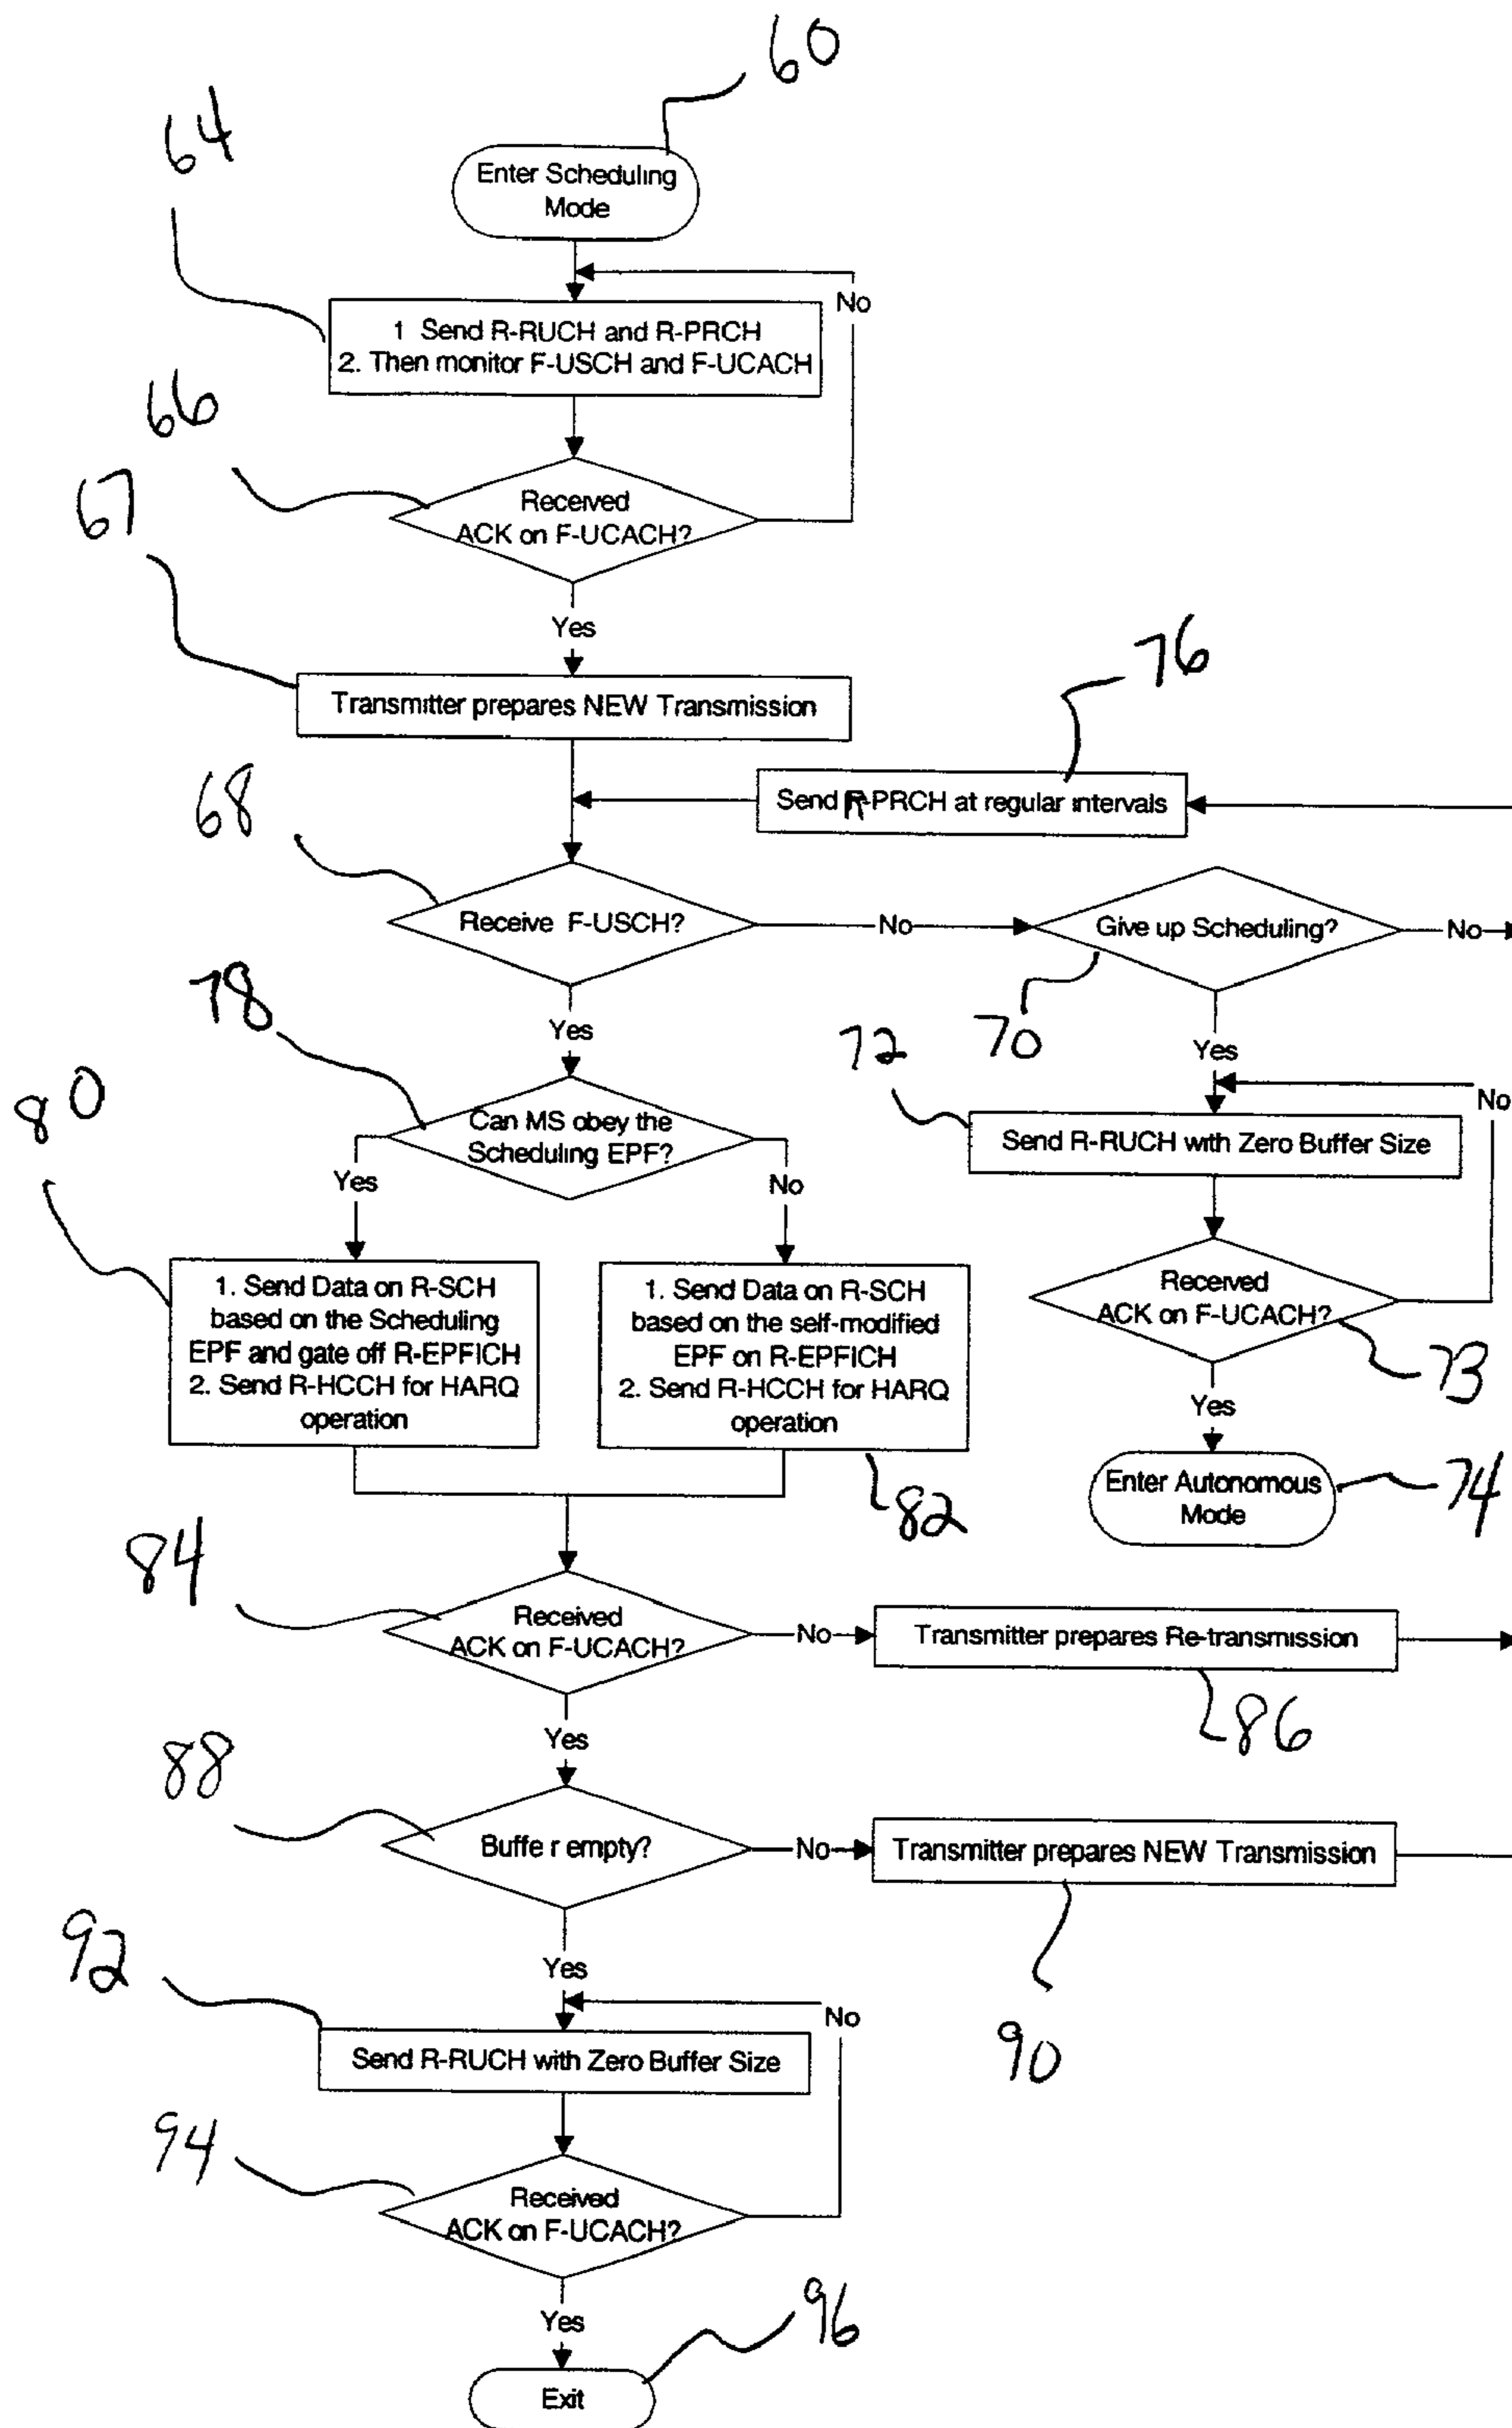 60
64
Enter Scheduling
Mode
No
1 Send R-RUCH and R-PRCH
2. Then monitor F-USCH and F-UCACH
66
Received
ACK on F-UCACH?
67
Yes
76
Transmitter prepares NEW Transmission
Send R-PRCH at regular intervals
68
Receive F-USCH?
No
Give up Scheduling?
No
78
Yes
72
70
Yes
No
80
Can MS obey the
Scheduling EPF?
Send R-RUCH with Zero Buffer Size
Yes
No
1. Send Data on R-SCH
based on the Scheduling
EPF and gate off R-EPFICH
2. Send R-HCCH for HARQ
operation
1. Send Data on R-SCH
based on the self-modified
EPF on R-EPFICH
2. Send R-HCCH for HARQ
operation
Received
ACK on F-UCACH?
73
Yes
82
Enter Autonomous
Mode
74
84
Received
ACK on F-UCACH?
No
Transmitter prepares Re-transmission
86
Yes
88
Buffe r empty?
No
Transmitter prepares NEW Transmission
90
92
Yes
No
Send R-RUCH with Zero Buffer Size
94
Received
ACK on F-UCACH?
Yes
96
Exit